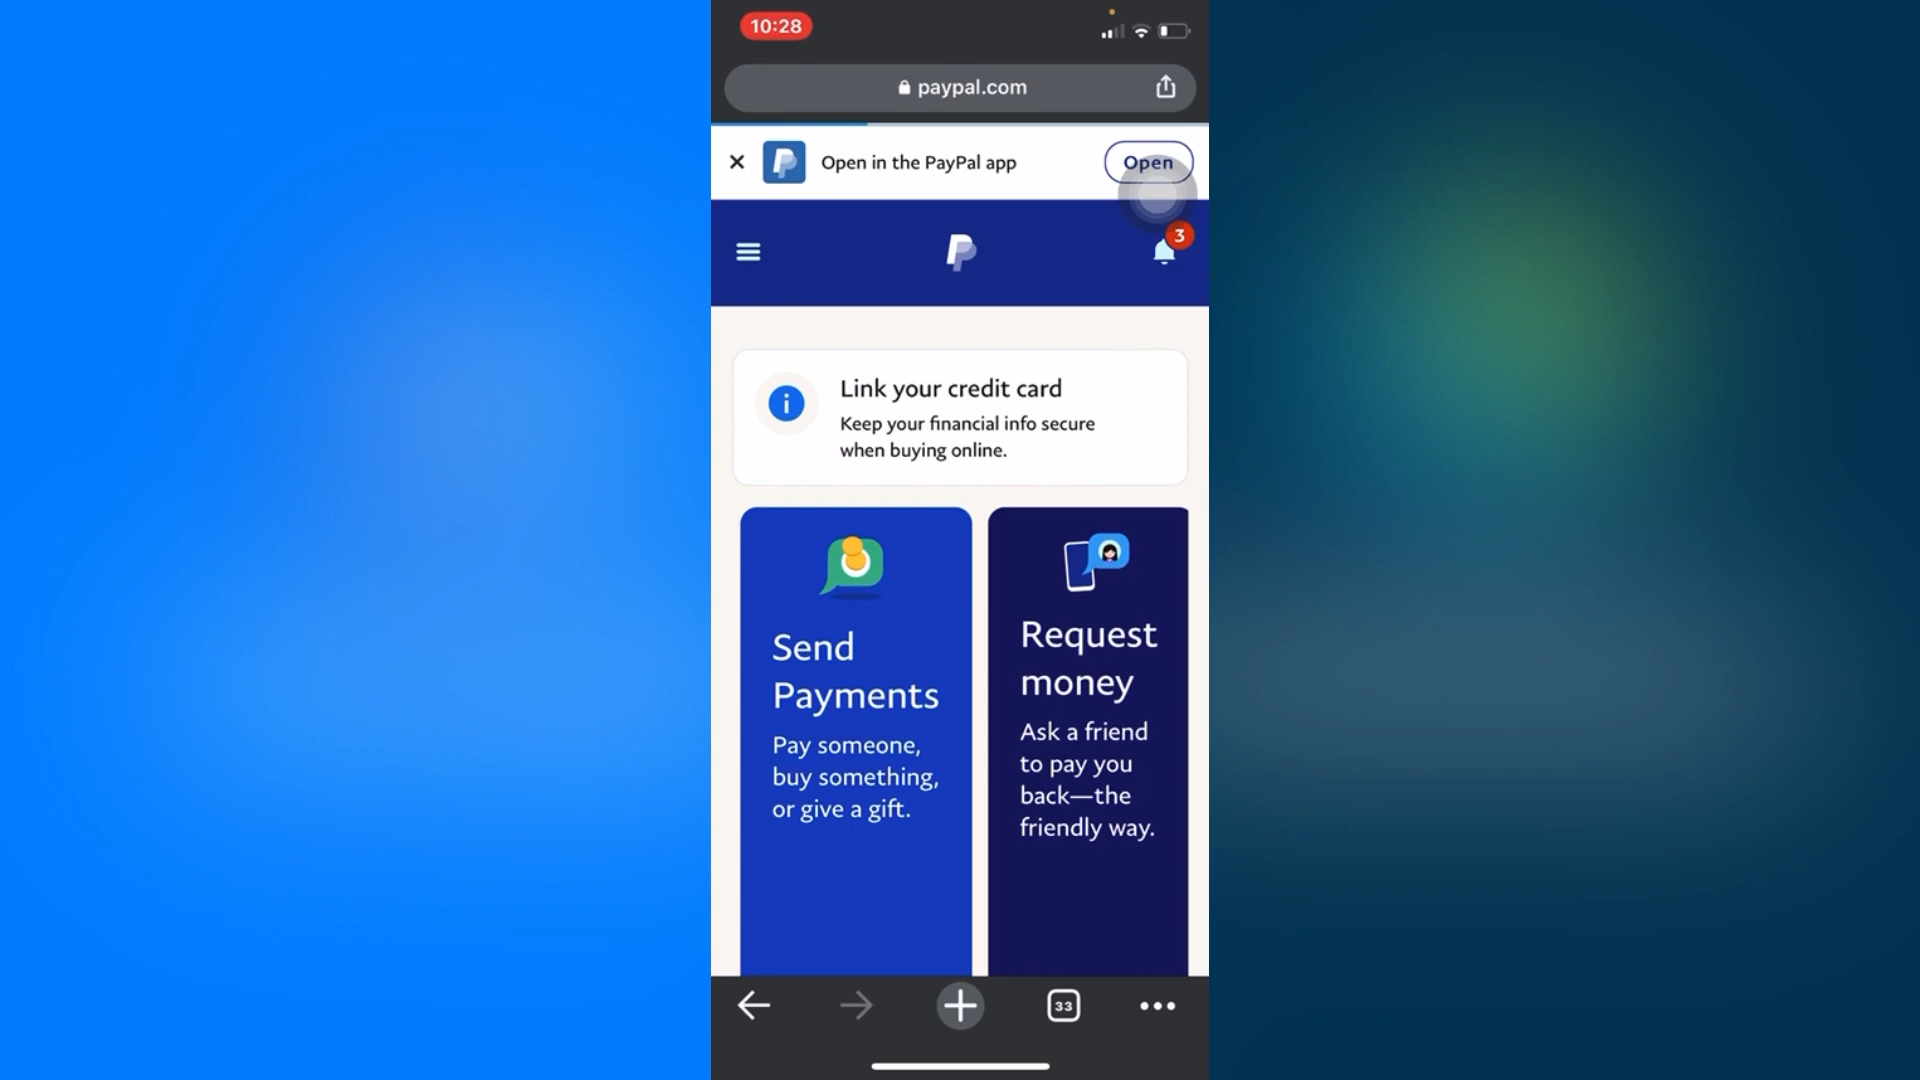 10:28
paypal.com
Open in the PayPal app
Open
3
Link your credit card
Keep your financial info secure
when buying online.
Send
Payments
Pay someone,
buy something,
or give a gift.
Request
money
Ask a friend
to pay you
back—the
friendly way.
33